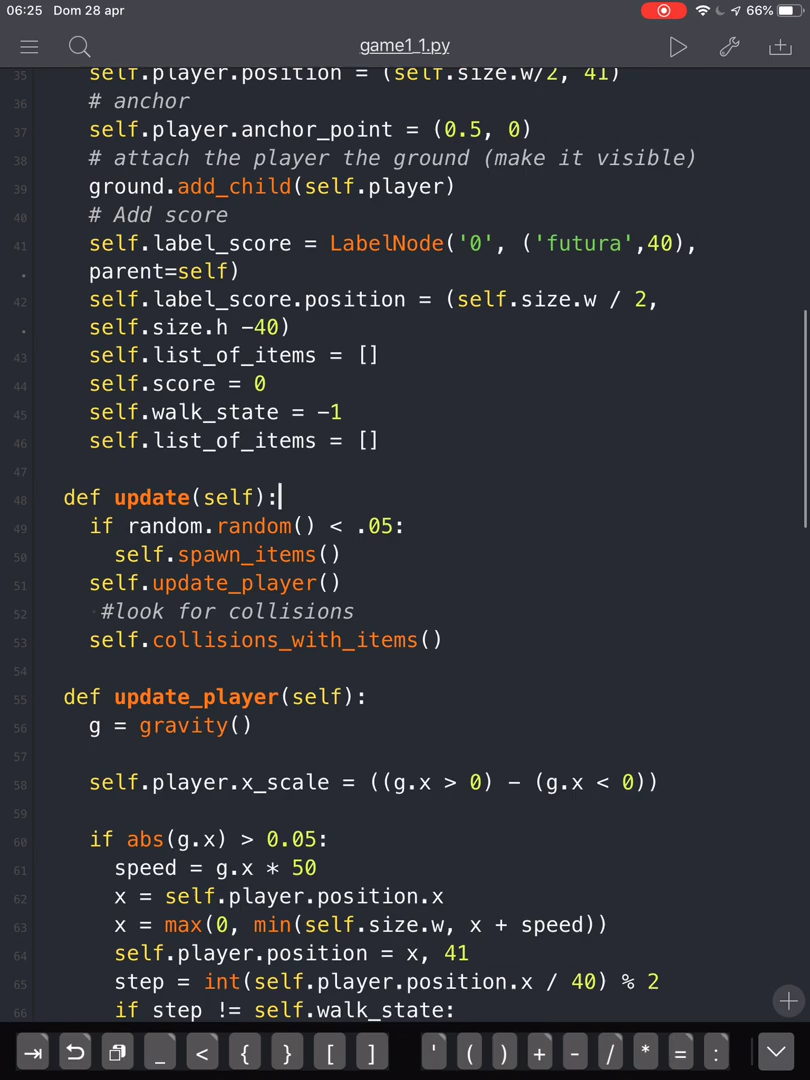 06:25 Dom 28 apr 66%
game1_1.py
35 self.player.position = (self.size.w/2, 41)
36 # anchor
37 self.player.anchor_point = (0.5, 0)
38 # attach the player the ground (make it visible)
39 ground.add_child(self.player)
40 # Add score
41 self.label_score = LabelNode('0', ('futura',40),
parent=self)
42 self.label_score.position = (self.size.w / 2,
self.size.h -40)
43 self.list_of_items = []
44 self.score = 0
45 self.walk_state = -1
46 self.list_of_items = []
47
48 def update(self):
49 if random.random() < .05:
50 self.spawn_items()
51 self.update_player()
52 #look for collisions
53 self.collisions_with_items()
54
55 def update_player(self):
56 g = gravity()
57
58 self.player.x_scale = ((g.x > 0) - (g.x < 0))
59
60 if abs(g.x) > 0.05:
61 speed = g.x * 50
62 x = self.player.position.x
63 x = max(0, min(self.size.w, x + speed))
64 self.player.position = x, 41
65 step = int(self.player.position.x / 40) % 2
66 if step != self.walk_state:
_ < { } [ ] ' ( ) + - / * = :